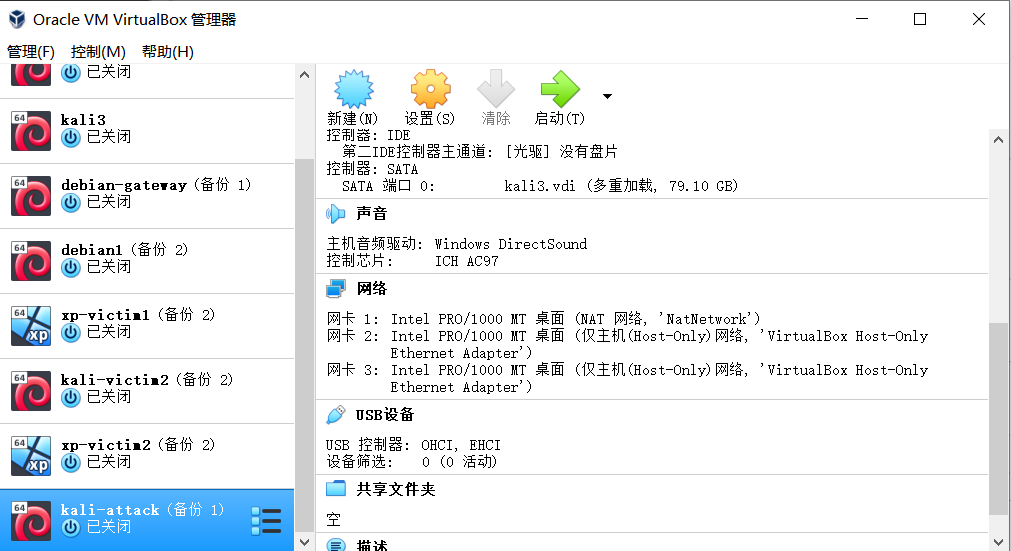 Oracle VM VirtualBox 管理器
管理(F) 控制(M) 帮助(H)
已关闭
64
kali3
已关闭
64
debian-gateway (备份 1)
已关闭
64
debian1 (备份 2)
已关闭
64
xp
xp-victim1 (备份 2)
已关闭
64
kali-victim2 (备份 2)
已关闭
64
xp
xp-victim2 (备份 2)
已关闭
64
kali-attack (备份 1)
已关闭
新建(N) 设置(S) 清除 启动(T)
控制器: IDE
第二IDE控制器主通道: [光驱] 没有盘片
控制器: SATA
SATA 端口 0: kali3.vdi (多重加载, 79.10 GB)
声音
主机音频驱动: Windows DirectSound
控制芯片: ICH AC97
网络
网卡 1: Intel PRO/1000 MT 桌面 (NAT 网络, 'NatNetwork')
网卡 2: Intel PRO/1000 MT 桌面 (仅主机(Host-Only)网络, 'VirtualBox Host-Only
Ethernet Adapter')
网卡 3: Intel PRO/1000 MT 桌面 (仅主机(Host-Only)网络, 'VirtualBox Host-Only
Ethernet Adapter')
USB设备
USB 控制器: OHCI, EHCI
设备筛选: 0 (0 活动)
共享文件夹
空
描述